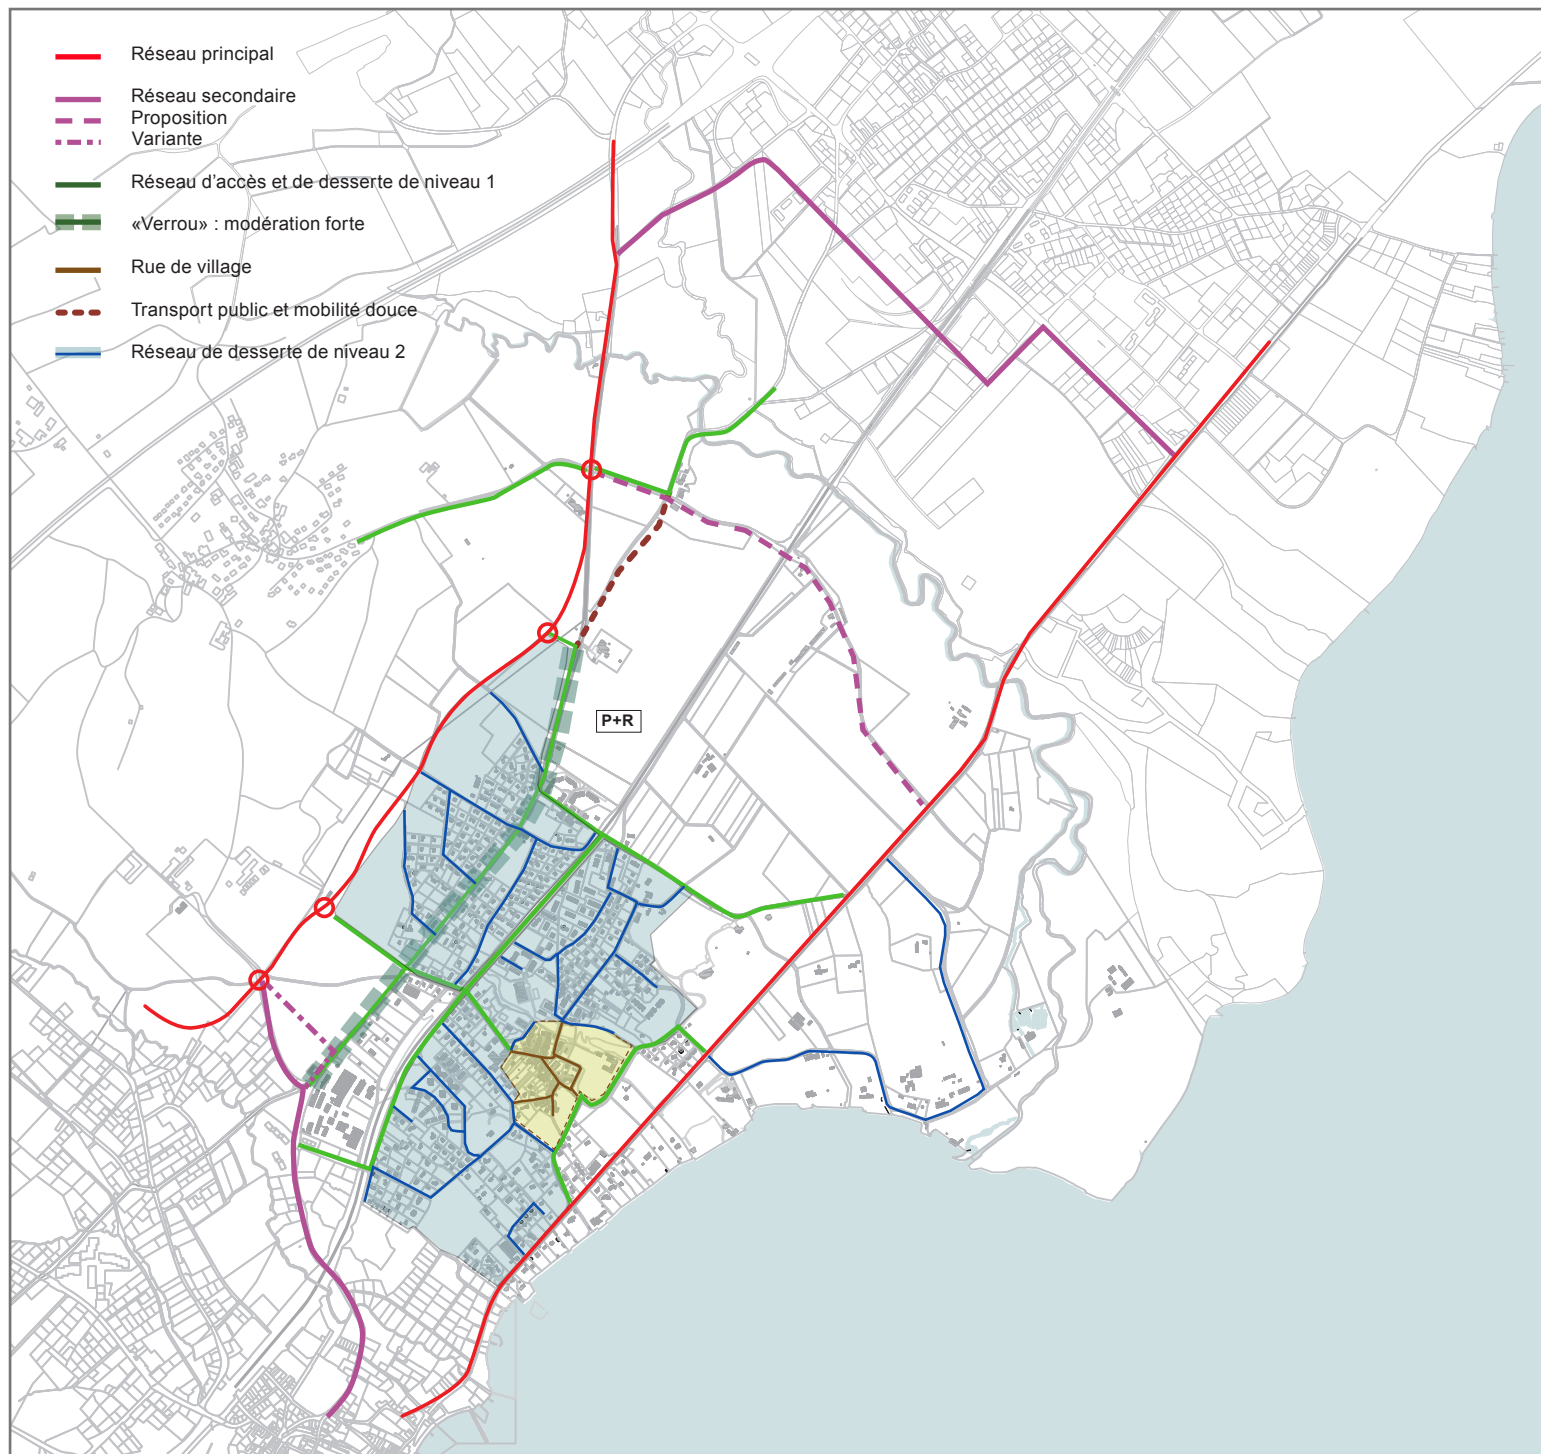 Réseau principal
Réseau secondaire
Proposition
Variante
Réseau d'accès et de desserte de niveau 1
«Verrou» : modération forte
Rue de village
Transport public et mobilité douce
Réseau de desserte de niveau 2
P+R